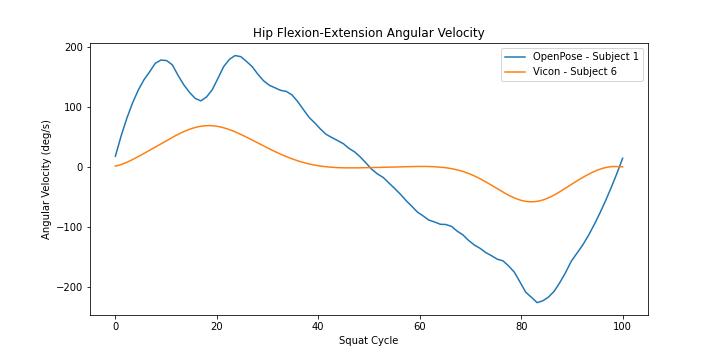 Hip Flexion-Extension Angular Velocity
OpenPose - Subject 1
Vicon - Subject 6
Angular Velocity (deg/s)
200
100
0
−100
−200
0 20 40 60 80 100
Squat Cycle